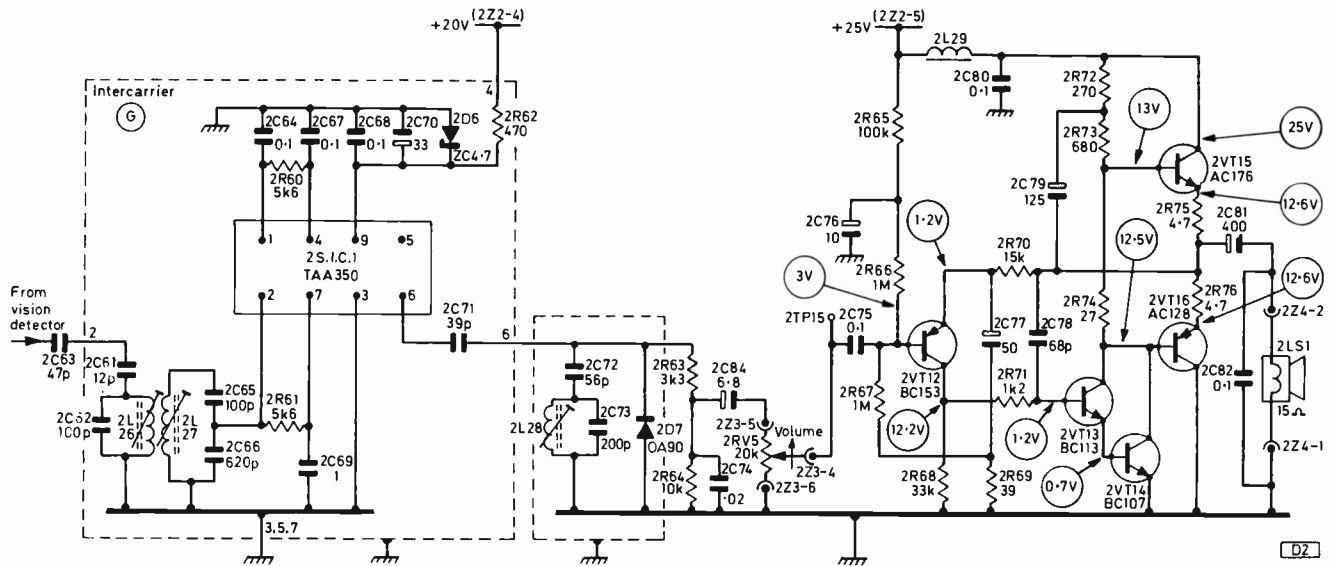 +20V (2Z2-4)
Intercarrier
G
4
2C64
0·1
2C67
0·1
2C68
0·1
2C70
33
2D6
ZC4·7
2R62
470
2R60
5k6
1
4
9
5
2S.I.C.1
TAA350
2
7
3
6
From
vision
detector
2
2C63
47p
2C61
12p
2C62
100p
2L
26
2L
27
2C65
100p
2C66
620p
2R61
5k6
2C69
1
3,5,7
2C71
39p
6
2C72
56p
2L28
2C73
200p
2D7
OA90
2R63
3k3
2R64
10k
2C84
6·8
2C74
·02
2Z3-5
2RV5
20k
Volume
2Z3-4
2Z3-6
(2Z2-5)
+25V
2L29
2C80
0·1
2R65
100k
2C76
10
2R66
1M
3V
2TP15
2C75
0·1
2R67
1M
1·2V
2VT12
BC153
12·2V
2R68
33k
2R69
39
2R70
15k
2C77
50
2C78
68p
2R71
1k2
1·2V
2VT13
BC113
0·7V
2VT14
BC107
2R72
270
2R73
680
2C79
125
2R74
27
13V
12·5V
25V
2VT15
AC176
12·6V
2R75
4·7
2C81
400
2R76
4·7
12·6V
2VT16
AC128
2Z4-2
2LS1
2C82
0·1
15Ω
2Z4-1
D2